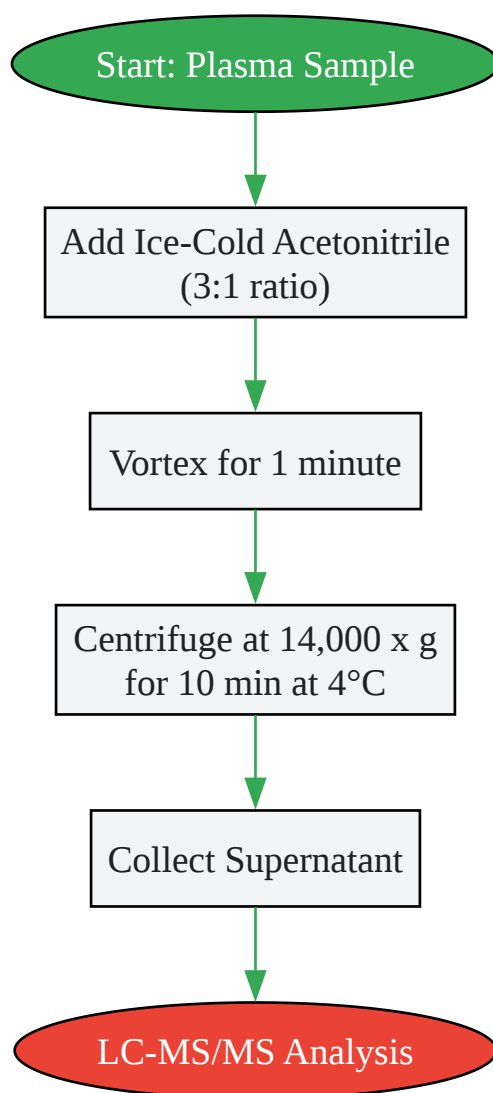 Start: Plasma Sample
Add Ice-Cold Acetonitrile
(3:1 ratio)
Vortex for 1 minute
Centrifuge at 14,000 x g
for 10 min at 4°C
Collect Supernatant
LC-MS/MS Analysis